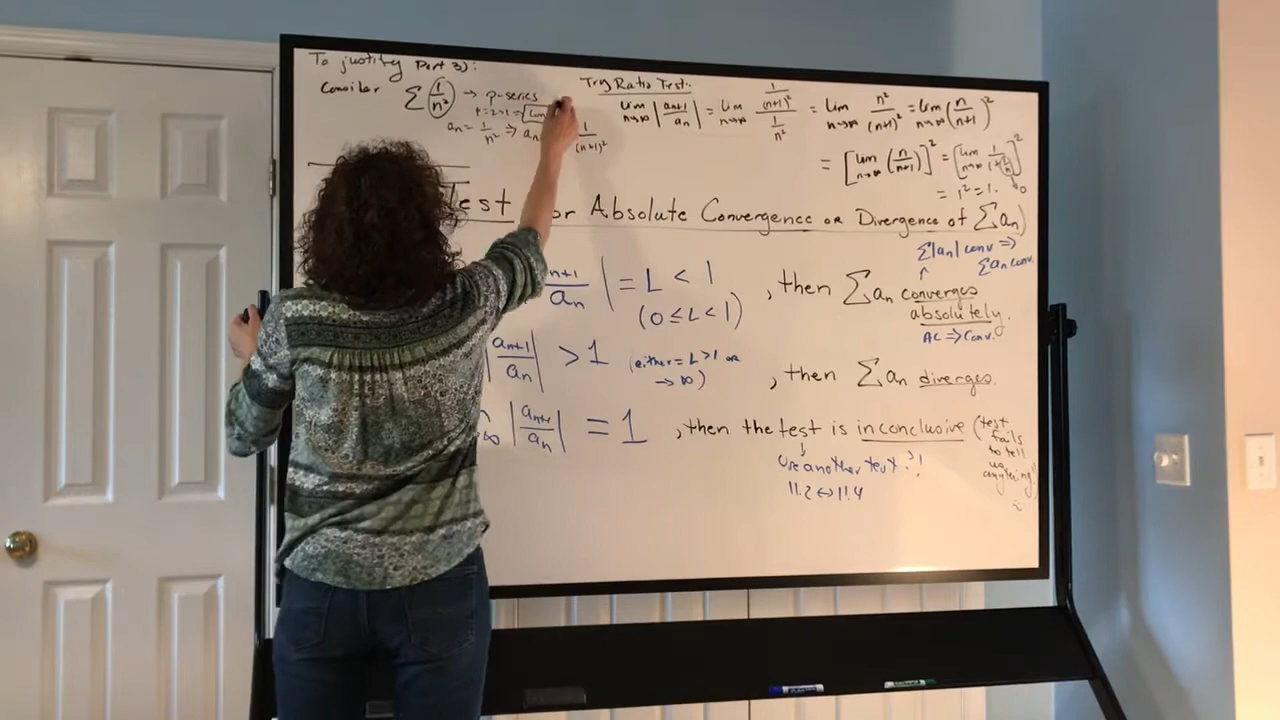 To justify Part 3):
Consider ∑ 1/n² → p-series
p=2>1 ⇒
aₙ = 1/n² ⇒ 1/(n+1)²
Try Ratio Test:
lim n→∞ |aₙ₊₁/aₙ| = lim n→∞ (1/(n+1)²)/(1/n²) = lim n→∞ n²/(n+1)² = lim n→∞ (n/n+1)²
= [lim n→∞ (n/n+1)]² = [lim n→∞ 1/(1+1/n)]² → 0
= 1² = 1.
Test for Absolute Convergence or Divergence of ∑aₙ)
|aₙ₊₁/aₙ| = L < 1 , then ∑aₙ converges absolutely.
(0 ≤ L < 1)
∑|aₙ| conv ⇒
∑aₙ conv.
AC ⇒ Conv.
|aₙ₊₁/aₙ| > 1 (either = L > 1 or → ∞) , then ∑aₙ diverges.
|aₙ₊₁/aₙ| = 1 , then the test is inconclusive (test fails to tell us anything!)
↓
Use another test!
11.2 ↔ 11.4